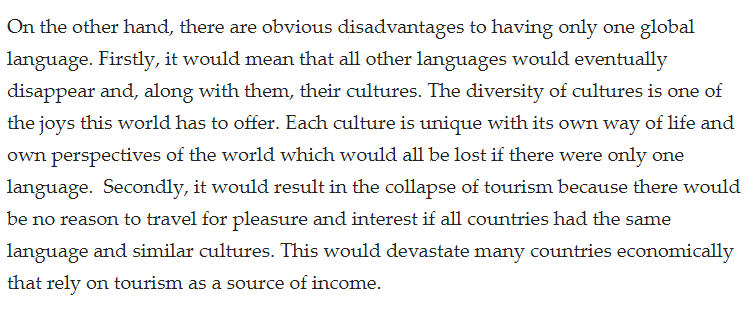 On the other hand, there are obvious disadvantages to having only one global
language. Firstly, it would mean that all other languages would eventually
disappear and, along with them, their cultures. The diversity of cultures is one of
the joys this world has to offer. Each culture is unique with its own way of life and
own perspectives of the world which would all be lost if there were only one
language.  Secondly, it would result in the collapse of tourism because there would
be no reason to travel for pleasure and interest if all countries had the same
language and similar cultures. This would devastate many countries economically
that rely on tourism as a source of income.